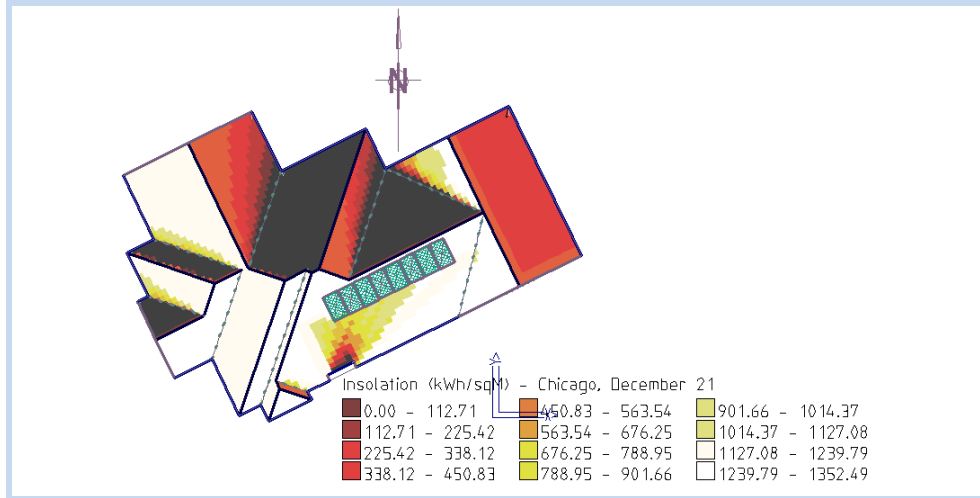 N
Insolation (kWh/sqM) - Chicago, December 21
0.00 - 112.71 450.83 - 563.54 901.66 - 1014.37
112.71 - 225.42 563.54 - 676.25 1014.37 - 1127.08
225.42 - 338.12 676.25 - 788.95 1127.08 - 1239.79
338.12 - 450.83 788.95 - 901.66 1239.79 - 1352.49